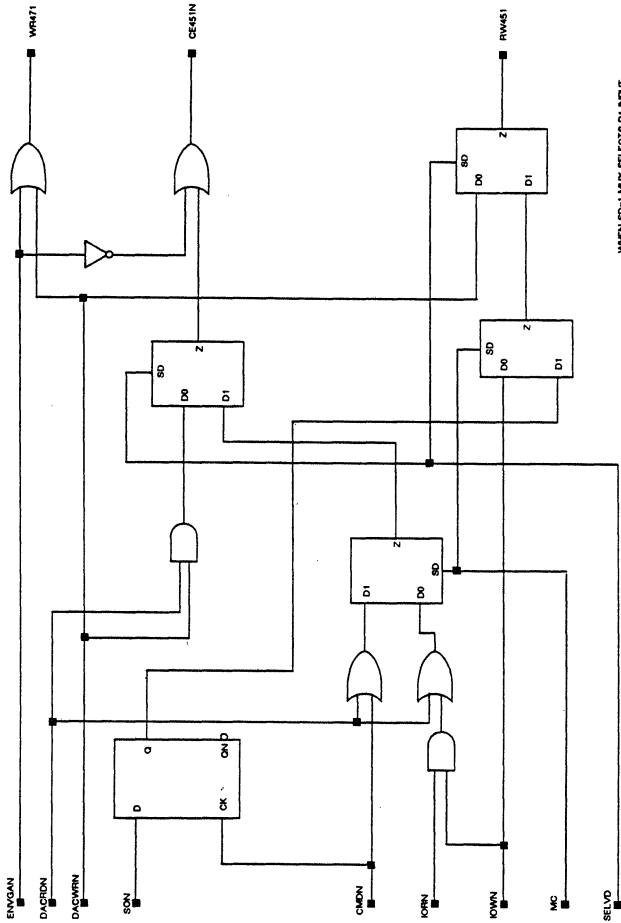 WR471
CE451N
RW451
ENVGAN
DACRDN
DACWRN
SON
CMDN
IORN
IOWN
MC
SELVD
D
Q
CK
QN
D1
D0
SD
Z
SD
D0
D1
Z
SD
D0
D1
Z
SD
D0
D1
Z